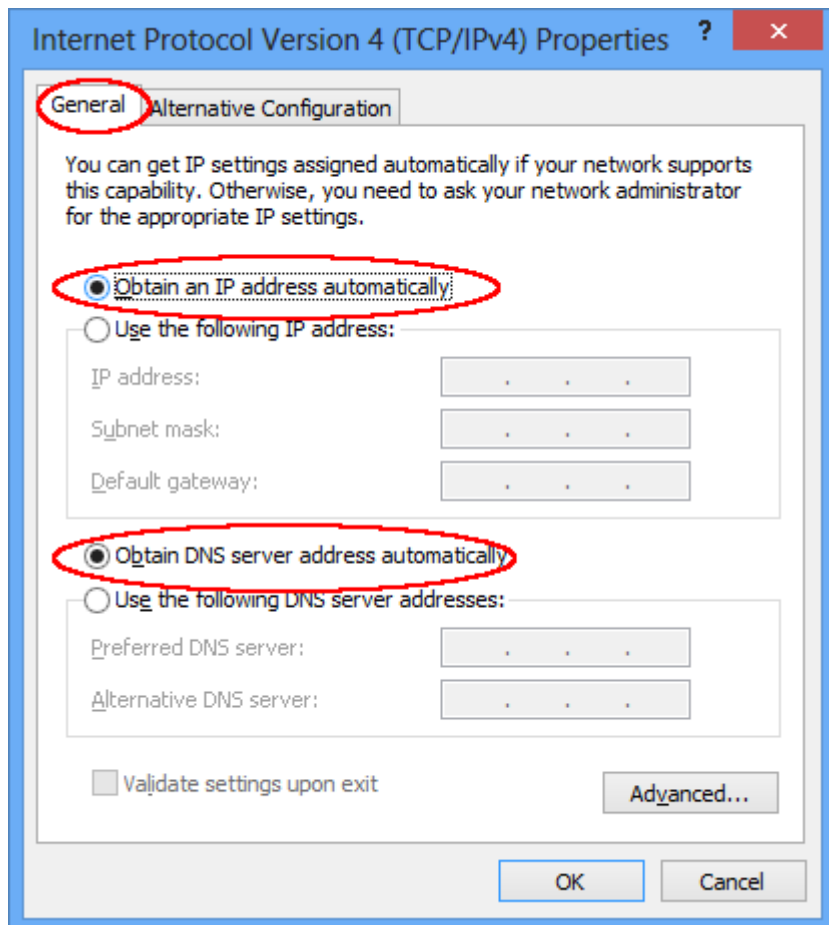 Internet Protocol Version 4 (TCP/IPv4) Properties ? ×
General Alternative Configuration
You can get IP settings assigned automatically if your network supports
this capability. Otherwise, you need to ask your network administrator
for the appropriate IP settings.
Obtain an IP address automatically
Use the following IP address:
IP address: . . .
Subnet mask: . . .
Default gateway: . . .
Obtain DNS server address automatically
Use the following DNS server addresses:
Preferred DNS server: . . .
Alternative DNS server: . . .
Validate settings upon exit
Advanced...
OK Cancel